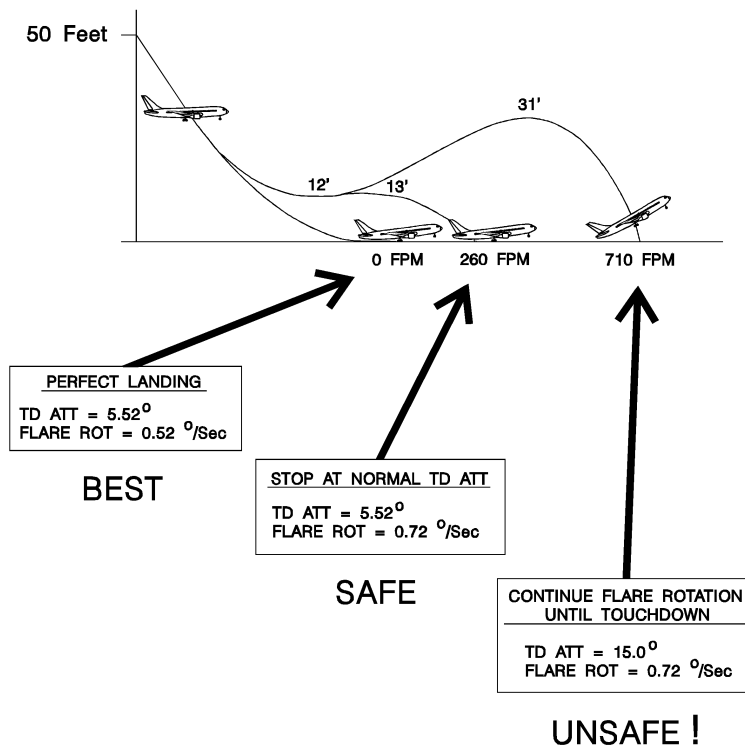 50 Feet
31'
12'
13'
0 FPM
260 FPM
710 FPM
PERFECT LANDING
TD ATT = 5.52°
FLARE ROT = 0.52 °/Sec
BEST
STOP AT NORMAL TD ATT
TD ATT = 5.52°
FLARE ROT = 0.72 °/Sec
SAFE
CONTINUE FLARE ROTATION
UNTIL TOUCHDOWN
TD ATT = 15.0°
FLARE ROT = 0.72 °/Sec
UNSAFE !